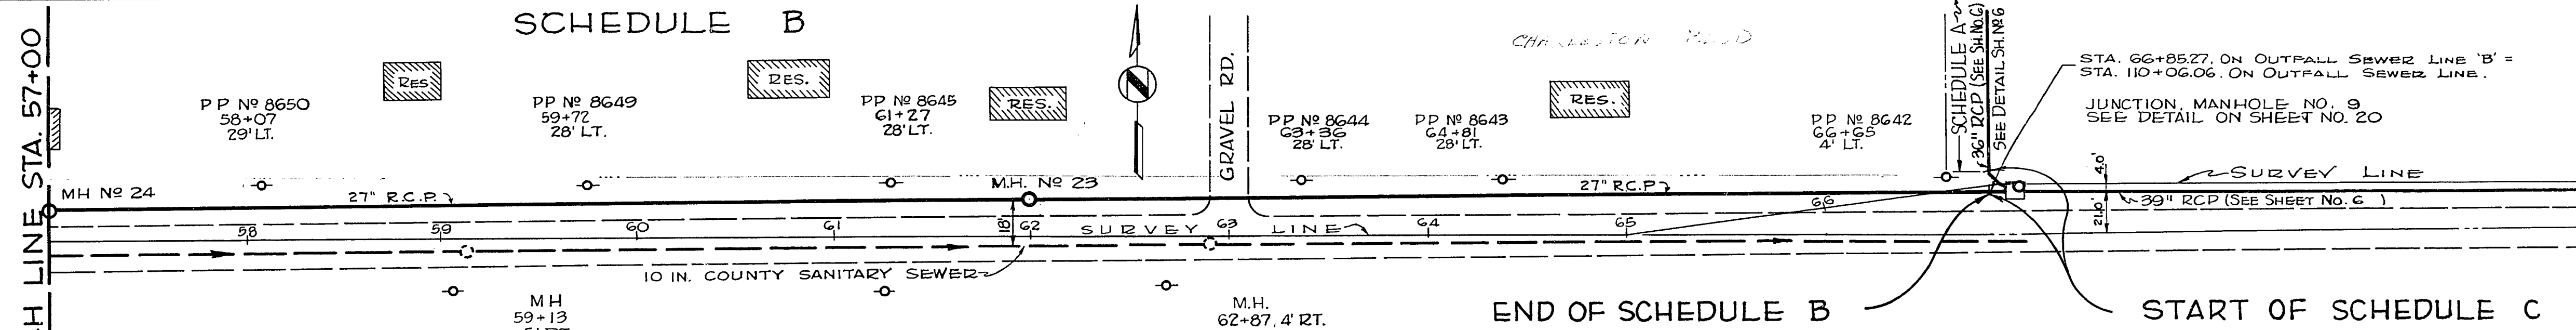 SCHEDULE B
CH LINE STA. 57+00
PP Nº 8650
58+07
29' LT.
RES
PP Nº 8649
59+72
28' LT.
RES.
PP Nº 8645
61+27
28' LT.
RES.
GRAVEL RD.
CHARLESTON
PP Nº 8644
63+36
28' LT.
PP Nº 8643
64+81
28' LT.
RES.
PP Nº 8642
66+65
4' LT.
SCHEDULE A
36" RCP (SEE SH. NO. 6)
SEE DETAIL SH. Nº 6
STA. 66+85.27, ON OUTFALL SEWER LINE 'B' =
STA. 110+06.06, ON OUTFALL SEWER LINE.
JUNCTION, MANHOLE NO. 9
SEE DETAIL ON SHEET NO. 20
MH Nº 24
27" R.C.P.
M.H. Nº 23
27" R.C.P.
4.0'
SURVEY LINE
39" RCP (SEE SHEET NO. 6 )
21.0'
58
59
60
61
18'
62
SURVEY
63
LINE
64
65
66
10 IN. COUNTY SANITARY SEWER
MH
59+13
M.H.
62+87, 4' RT.
END OF SCHEDULE B
START OF SCHEDULE C